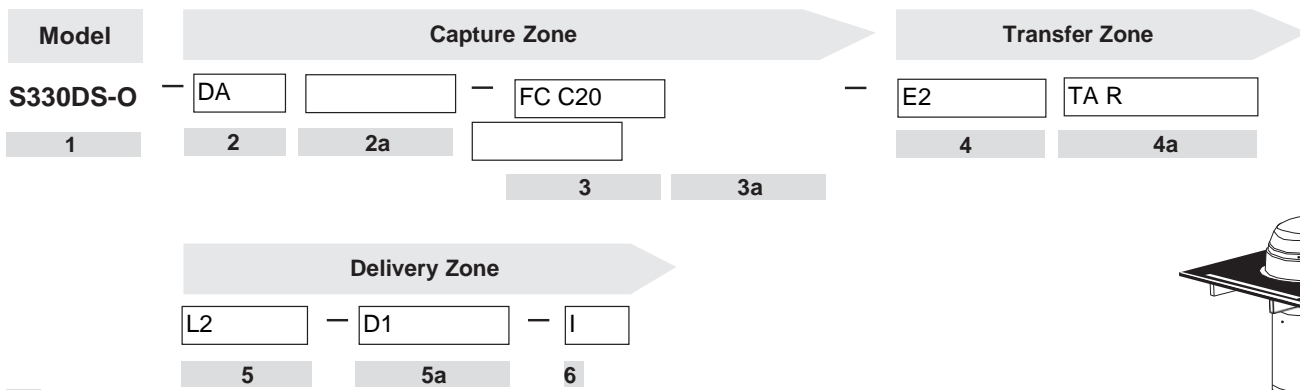 Model
Capture Zone
Transfer Zone
S330DS-O — DA — FC C20 — E2 TA R
1 2 2a 4 4a
3 3a
Delivery Zone
L2 — D1 — I
5 5a 6